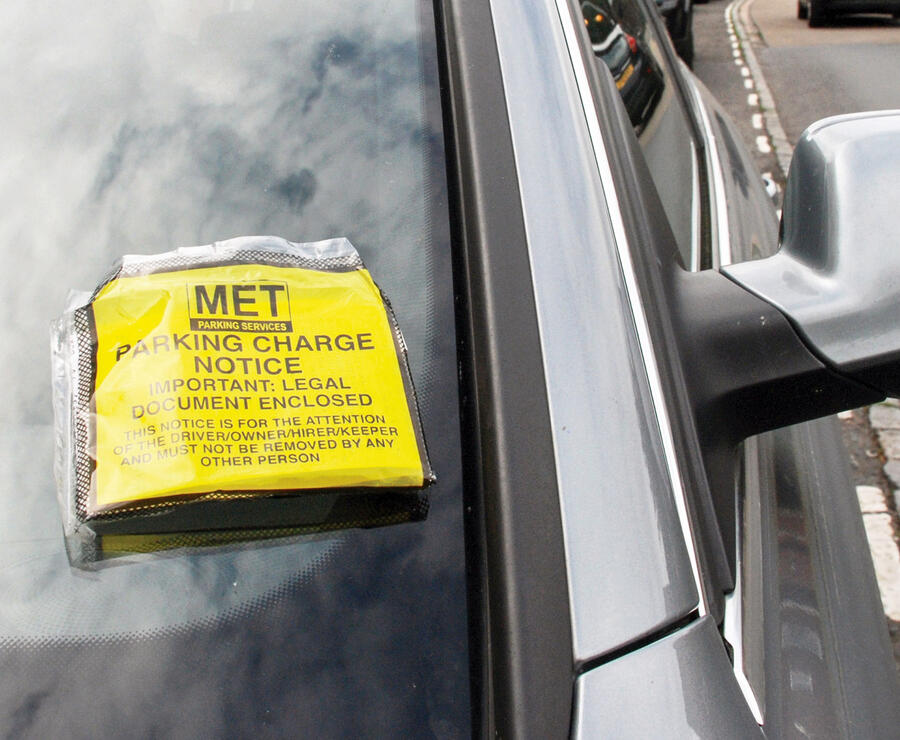 MET
PARKING SERVICES
PARKING CHARGE
NOTICE
IMPORTANT: LEGAL
DOCUMENT ENCLOSED
THIS NOTICE IS FOR THE ATTENTION
OF THE DRIVER/OWNER/HIRER/KEEPER
AND MUST NOT BE REMOVED BY ANY
OTHER PERSON